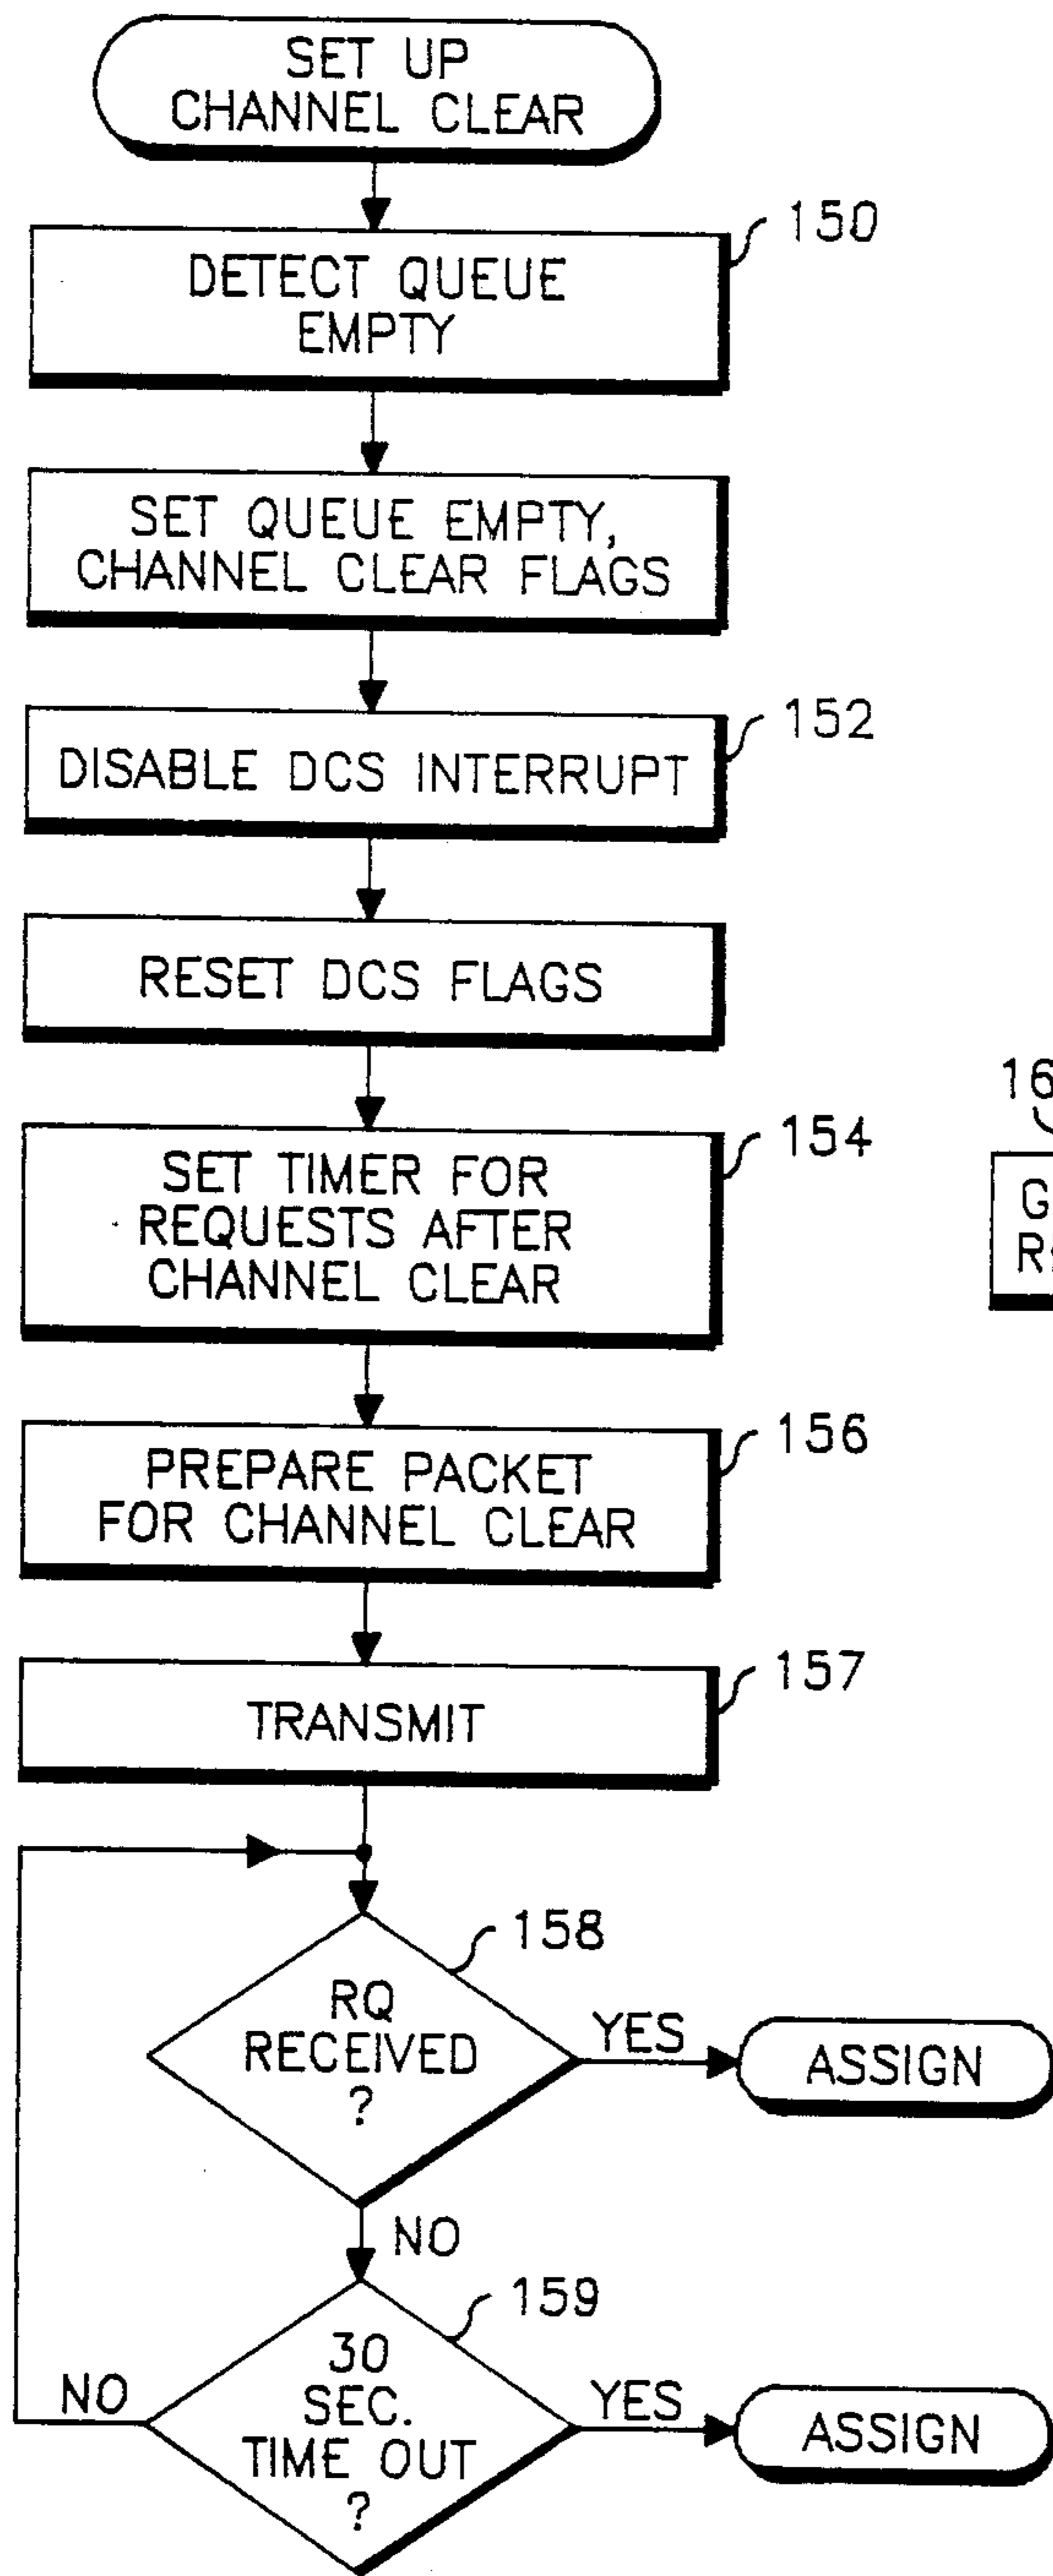 SET UP
CHANNEL CLEAR
150
DETECT QUEUE
EMPTY
SET QUEUE EMPTY,
CHANNEL CLEAR FLAGS
152
DISABLE DCS INTERRUPT
RESET DCS FLAGS
154
SET TIMER FOR
REQUESTS AFTER
CHANNEL CLEAR
156
PREPARE PACKET
FOR CHANNEL CLEAR
157
TRANSMIT
158
RQ
RECEIVED
?
YES
ASSIGN
NO
159
30
SEC.
TIME OUT
?
NO
YES
ASSIGN